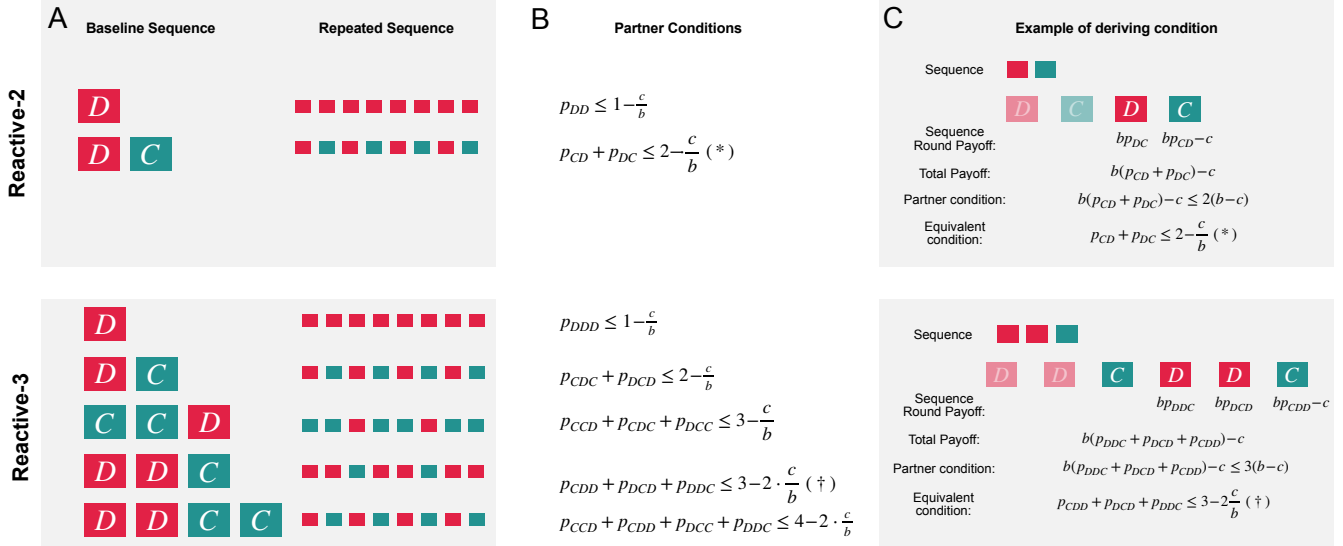 A
Baseline Sequence
Repeated Sequence
B
Partner Conditions
C
Example of deriving condition
Reactive-2
D
D C
p_DD ≤ 1−c/b
p_CD + p_DC ≤ 2−c/b (*)
Sequence
D C D C
Sequence
Round Payoff:
bp_DC bp_CD−c
Total Payoff:
b(p_CD + p_DC)−c
Partner condition:
b(p_CD + p_DC)−c ≤ 2(b−c)
Equivalent
condition:
p_CD + p_DC ≤ 2−c/b (*)
Reactive-3
D
D C
C C D
D D C
D D C C
p_DDD ≤ 1−c/b
p_CDC + p_DCD ≤ 2−c/b
p_CCD + p_CDC + p_DCC ≤ 3−c/b
p_CDD + p_DCD + p_DDC ≤ 3−2 · c/b (†)
p_CCD + p_CDD + p_DCC + p_DDC ≤ 4−2 · c/b
Sequence
D D C D D C
Sequence
Round Payoff:
bp_DDC bp_DCD bp_CDD−c
Total Payoff:
b(p_DDC + p_DCD + p_CDD)−c
Partner condition:
b(p_DDC + p_DCD + p_CDD)−c ≤ 3(b−c)
Equivalent
condition:
p_CDD + p_DCD + p_DDC ≤ 3−2c/b (†)